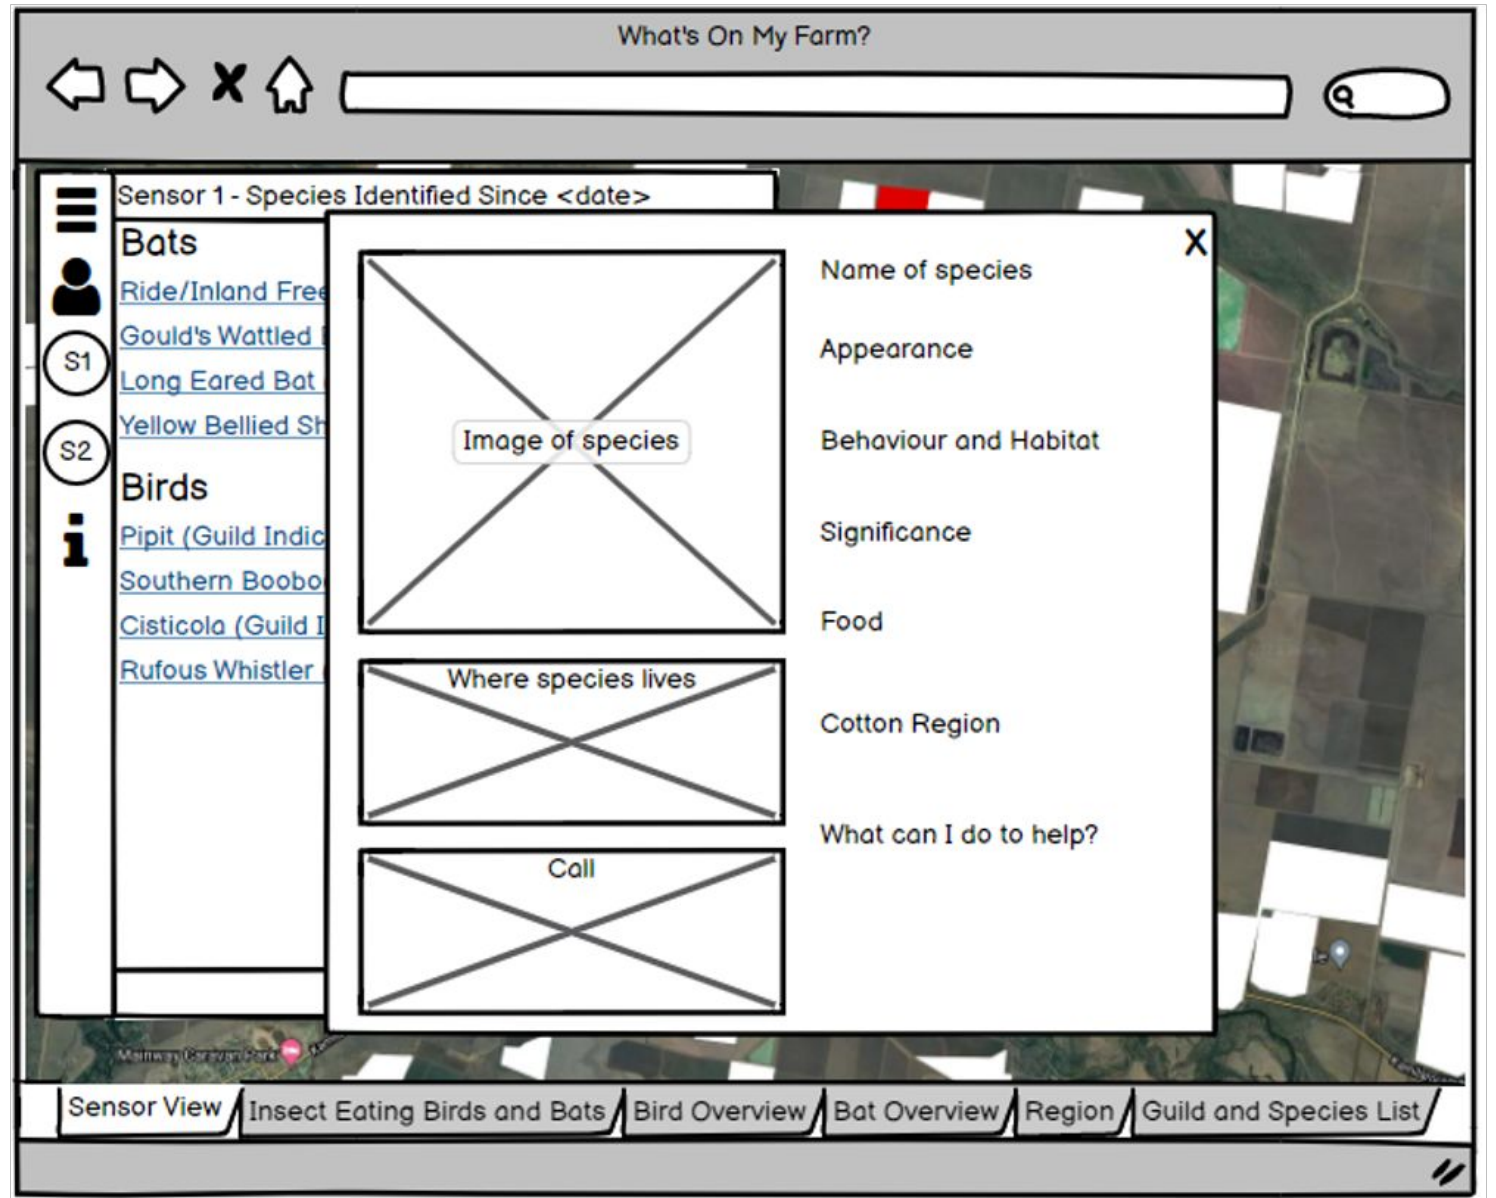 What's On My Farm?
Sensor 1 - Species Identified Since <date>
Bats
Ride/Inland Free
Gould's Wattled
Long Eared Bat
Yellow Bellied Sh
Birds
Pipit (Guild Indic
Southern Boobo
Cisticola (Guild I
Rufous Whistler
S1
S2
i
X
Image of species
Where species lives
Call
Name of species
Appearance
Behaviour and Habitat
Significance
Food
Cotton Region
What can I do to help?
Mainway Caravan Park
Sensor View
Insect Eating Birds and Bats
Bird Overview
Bat Overview
Region
Guild and Species List